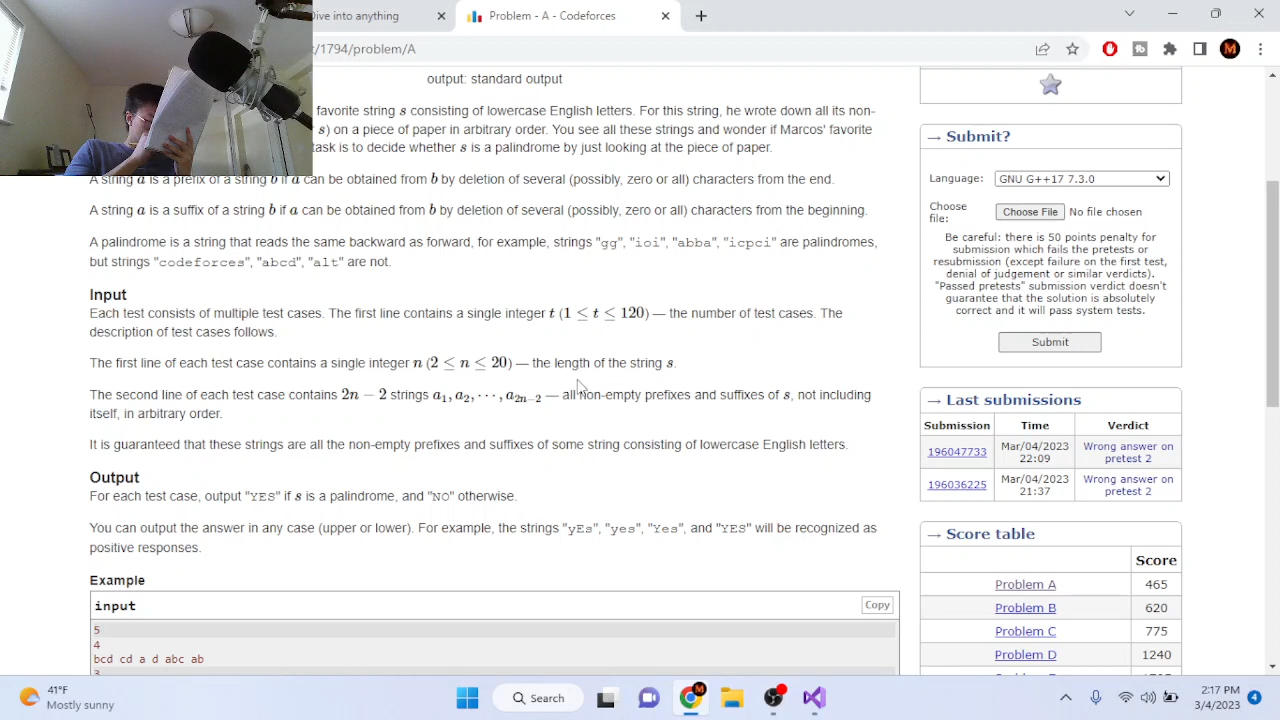 Dive into anything
Problem - A - Codeforces
t/1794/problem/A
output: standard output
favorite string s consisting of lowercase English letters. For this string, he wrote down all its non-
s) on a piece of paper in arbitrary order. You see all these strings and wonder if Marcos' favorite
task is to decide whether s is a palindrome by just looking at the piece of paper.
A string a is a prefix of a string b if a can be obtained from b by deletion of several (possibly, zero or all) characters from the end.
A string a is a suffix of a string b if a can be obtained from b by deletion of several (possibly, zero or all) characters from the beginning.
A palindrome is a string that reads the same backward as forward, for example, strings "gg", "ioi", "abba", "icpci" are palindromes,
but strings "codeforces", "abcd", "alt" are not.
Input
Each test consists of multiple test cases. The first line contains a single integer t (1 ≤ t ≤ 120) — the number of test cases. The
description of test cases follows.
The first line of each test case contains a single integer n (2 ≤ n ≤ 20) — the length of the string s.
The second line of each test case contains 2n − 2 strings a1, a2, ⋯, a2n−2 — all non-empty prefixes and suffixes of s, not including
itself, in arbitrary order.
It is guaranteed that these strings are all the non-empty prefixes and suffixes of some string consisting of lowercase English letters.
Output
For each test case, output "YES" if s is a palindrome, and "NO" otherwise.
You can output the answer in any case (upper or lower). For example, the strings "yEs", "yes", "Yes", and "YES" will be recognized as
positive responses.
Example
input
Copy
5
4
bcd cd a d abc ab
3
→ Submit?
Language: GNU G++17 7.3.0
Choose
file:
Choose File No file chosen
Be careful: there is 50 points penalty for
submission which fails the pretests or
resubmission (except failure on the first test,
denial of judgement or similar verdicts).
"Passed pretests" submission verdict doesn't
guarantee that the solution is absolutely
correct and it will pass system tests.
Submit
→ Last submissions
Submission Time Verdict
196047733 Mar/04/2023 22:09 Wrong answer on pretest 2
196036225 Mar/04/2023 21:37 Wrong answer on pretest 2
→ Score table
Score
Problem A 465
Problem B 620
Problem C 775
Problem D 1240
41°F
Mostly sunny
Search
2:17 PM
3/4/2023
4